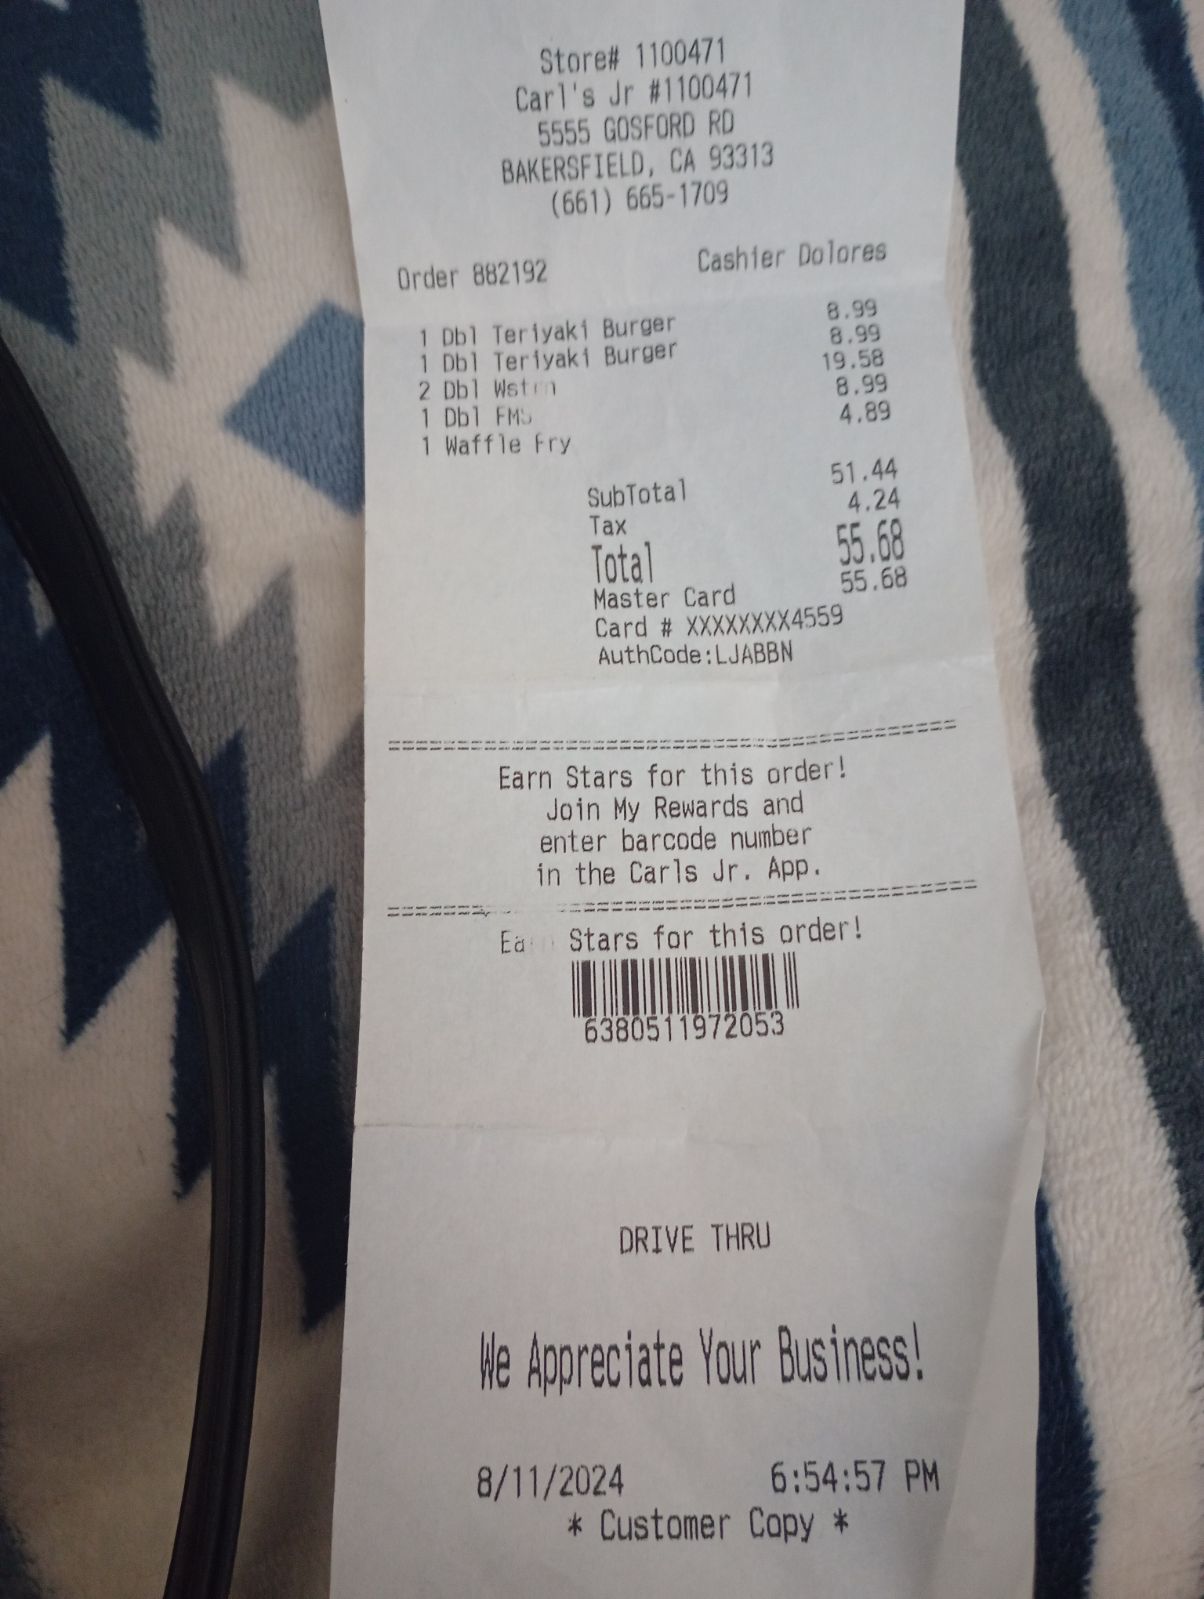 Store# 1100471
Carl's Jr #1100471
5555 GOSFORD RD
BAKERSFIELD, CA 93313
(661) 665-1709
Order 882192 Cashier Dolores
1 Dbl Teriyaki Burger 8.99
1 Dbl Teriyaki Burger 8.99
2 Dbl Wstrn 19.58
1 Dbl FMS 8.99
1 Waffle Fry 4.89
SubTotal 51.44
Tax 4.24
Total 55.68
Master Card 55.68
Card # XXXXXXXX4559
AuthCode:LJABBN
Earn Stars for this order!
Join My Rewards and
enter barcode number
in the Carls Jr. App.
Earn Stars for this order!
6380511972053
DRIVE THRU
We Appreciate Your Business!
8/11/2024 6:54:57 PM
* Customer Copy *